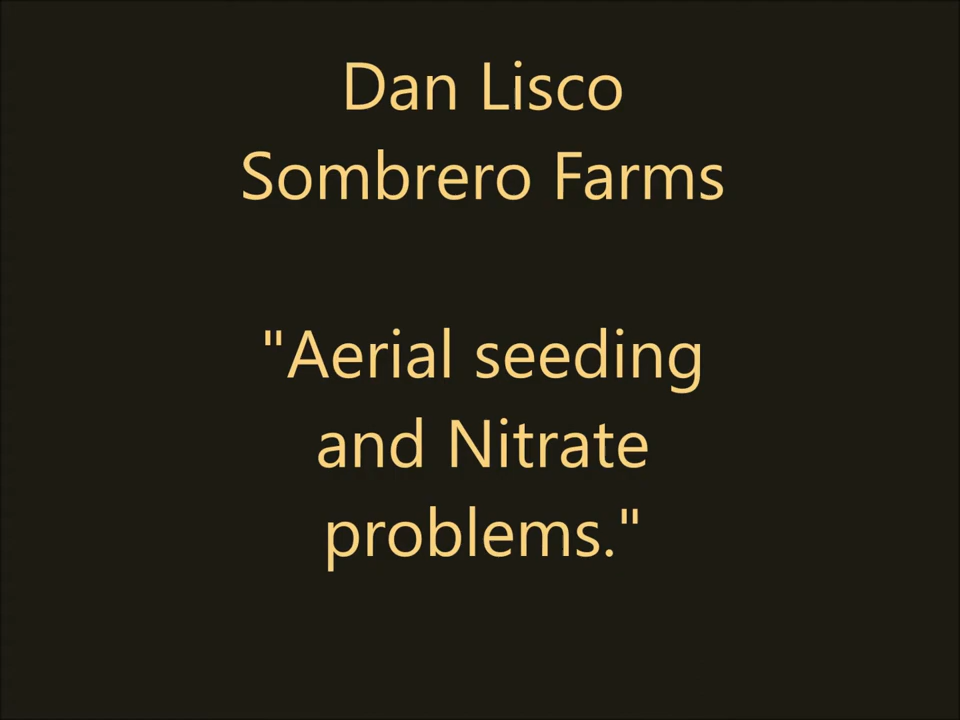 Dan Lisco
Sombrero Farms
"Aerial seeding
and Nitrate
problems."